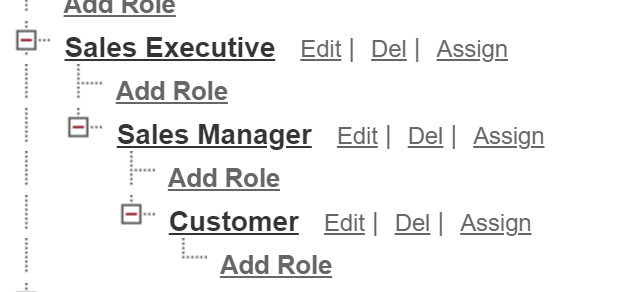 Add Role
Sales Executive Edit | Del | Assign
Add Role
Sales Manager Edit | Del | Assign
Add Role
Customer Edit | Del | Assign
Add Role